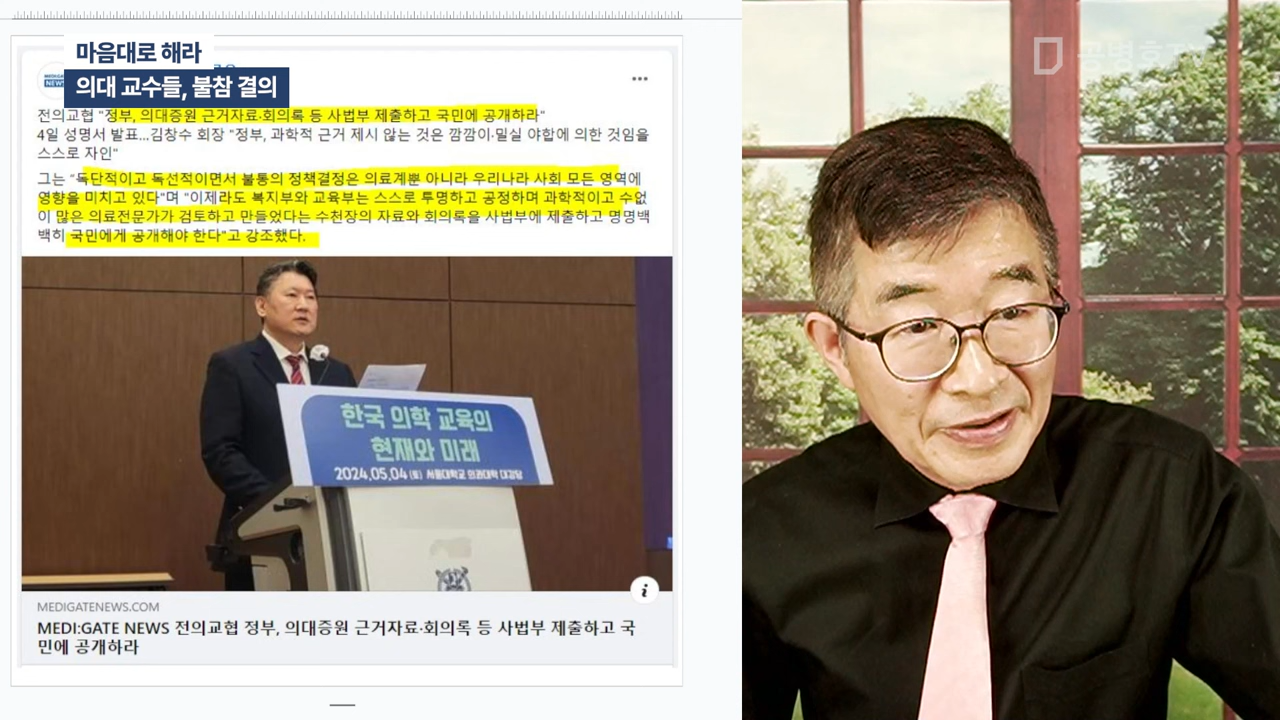 마음대로 해라
의대 교수들, 불참 결의
전의교협 "정부, 의대증원 근거자료·회의록 등 사법부 제출하고 국민에 공개하라"
4일 성명서 발표...김창수 회장 "정부, 과학적 근거 제시 않는 것은 깜깜이·밀실 야합에 의한 것임을
스스로 자인"
그는 "독단적이고 독선적이면서 불통의 정책결정은 의료계뿐 아니라 우리나라 사회 모든 영역에
영향을 미치고 있다"며 "이제라도 복지부와 교육부는 스스로 투명하고 공정하며 과학적이고 수없
이 많은 의료전문가가 검토하고 만들었다는 수천장의 자료와 회의록을 사법부에 제출하고 명명백
백히 국민에게 공개해야 한다"고 강조했다.
한국 의학 교육의
현재와 미래
2024.05.04 (토) 서울대학교 의과대학 대강당
MEDIGATENEWS.COM
MEDI:GATE NEWS 전의교협 정부, 의대증원 근거자료·회의록 등 사법부 제출하고 국
민에 공개하라